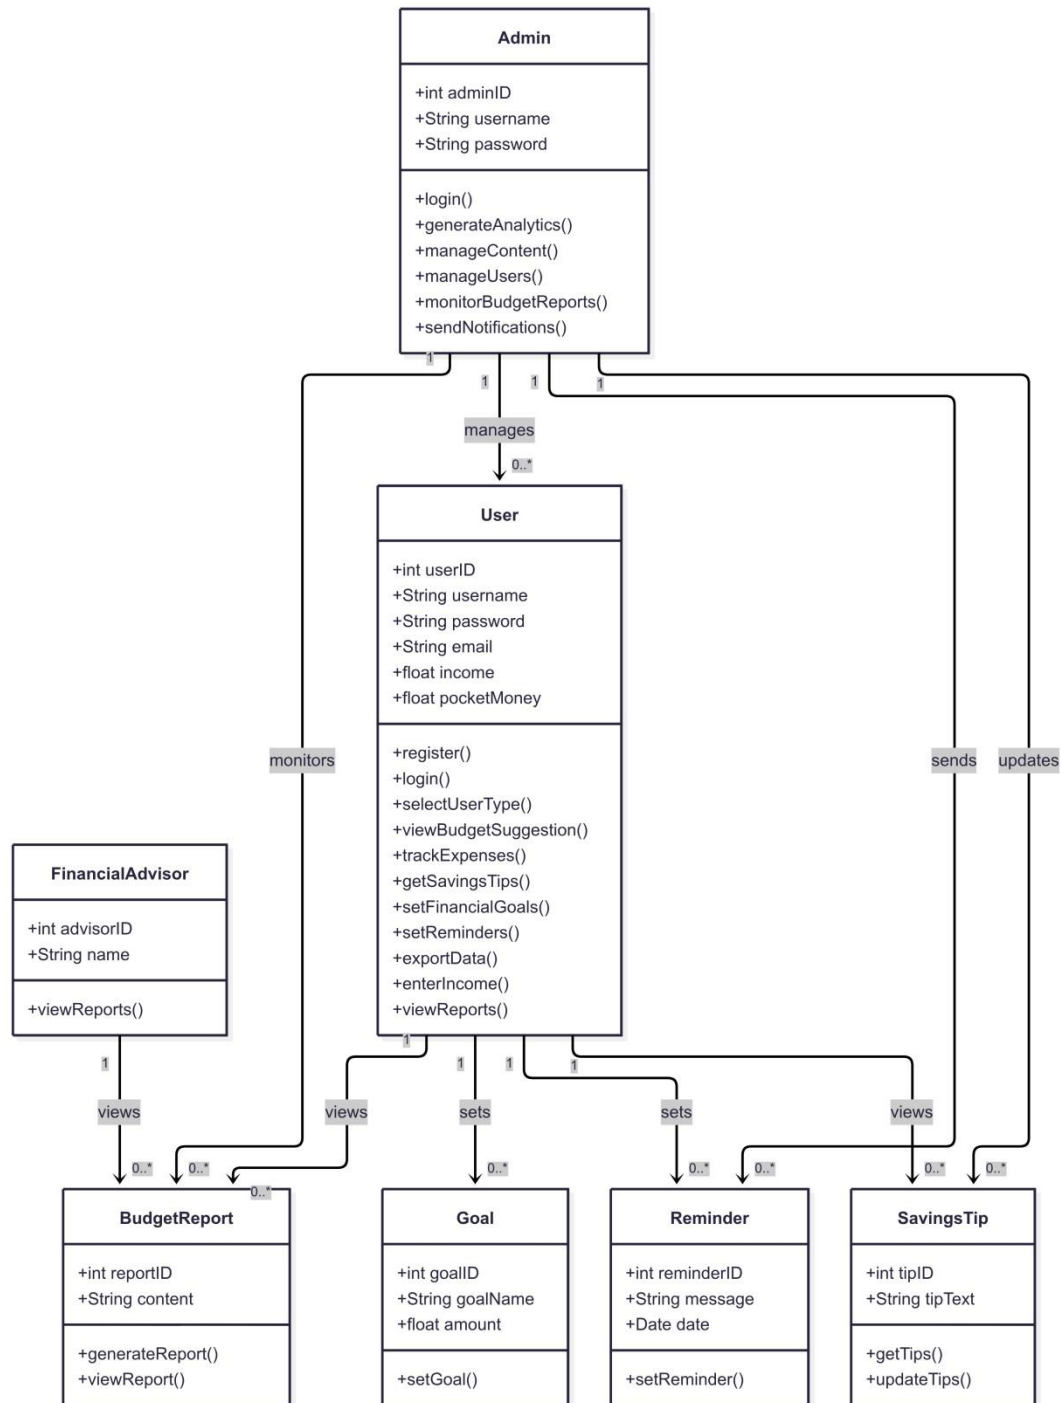 Admin
+int adminID
+String username
+String password
+login()
+generateAnalytics()
+manageContent()
+manageUsers()
+monitorBudgetReports()
+sendNotifications()
1
1
1
1
manages
0..*
User
+int userID
+String username
+String password
+String email
+float income
+float pocketMoney
+register()
+login()
+selectUserType()
+viewBudgetSuggestion()
+trackExpenses()
+getSavingsTips()
+setFinancialGoals()
+setReminders()
+exportData()
+enterIncome()
+viewReports()
monitors
sends
updates
FinancialAdvisor
+int advisorID
+String name
+viewReports()
1
1
1
1
1
views
views
sets
sets
views
0..*
0..*
0..*
0..*
0..*
0..*
0..*
0..*
BudgetReport
+int reportID
+String content
+generateReport()
+viewReport()
Goal
+int goalID
+String goalName
+float amount
+setGoal()
Reminder
+int reminderID
+String message
+Date date
+setReminder()
SavingsTip
+int tipID
+String tipText
+getTips()
+updateTips()